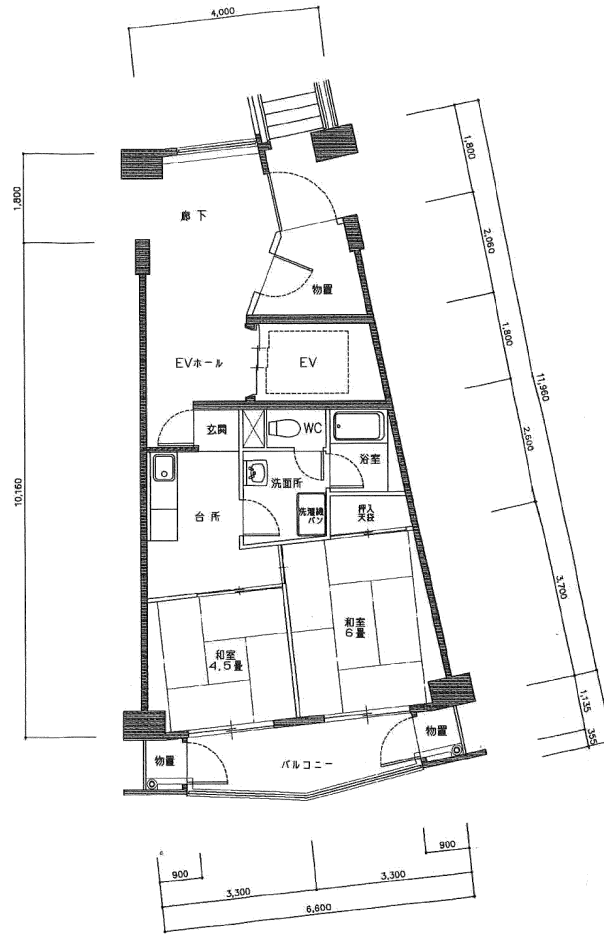 4,000
1,800
廊下
1,800
2,060
物置
1,800
EVホール
EV
11,960
玄関
WC
2,600
浴室
洗面所
10,160
台所
洗濯機
パン
押入
天袋
3,700
和室
6畳
和室
4,5畳
1,135
355
物置
物置
バルコニー
900
900
3,300
3,300
6,600